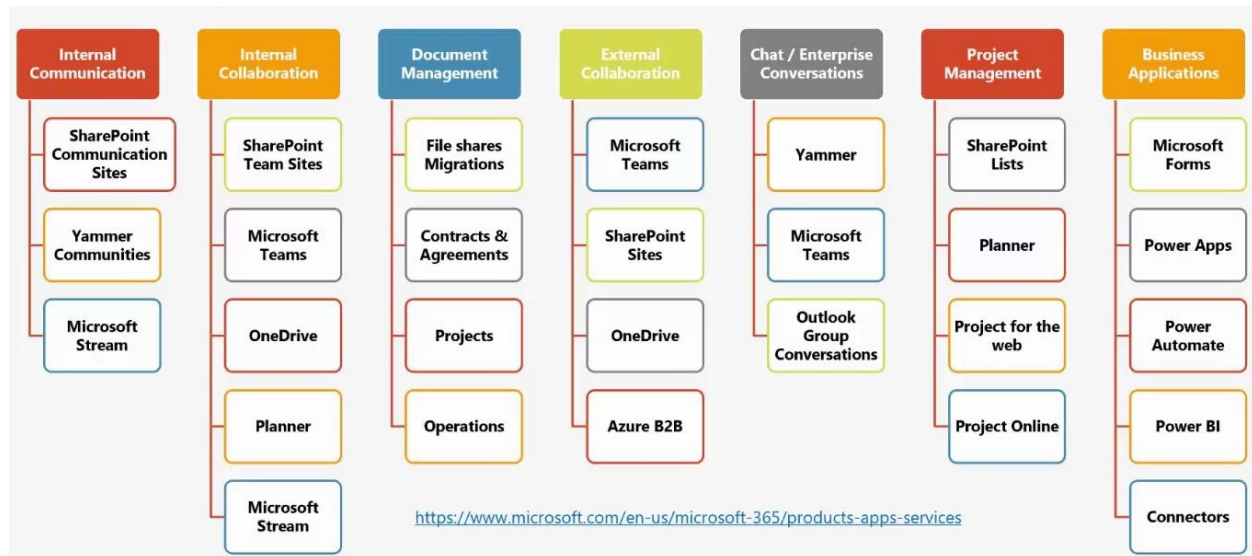 Internal
Communication
SharePoint
Communication
Sites
Yammer
Communities
Microsoft
Stream
Internal
Collaboration
SharePoint
Team Sites
Microsoft
Teams
OneDrive
Planner
Microsoft
Stream
Document
Management
File shares
Migrations
Contracts &
Agreements
Projects
Operations
External
Collaboration
Microsoft
Teams
SharePoint
Sites
OneDrive
Azure B2B
Chat / Enterprise
Conversations
Yammer
Microsoft
Teams
Outlook
Group
Conversations
Project
Management
SharePoint
Lists
Planner
Project for the
web
Project Online
Business
Applications
Microsoft
Forms
Power Apps
Power
Automate
Power BI
Connectors
https://www.microsoft.com/en-us/microsoft-365/products-apps-services